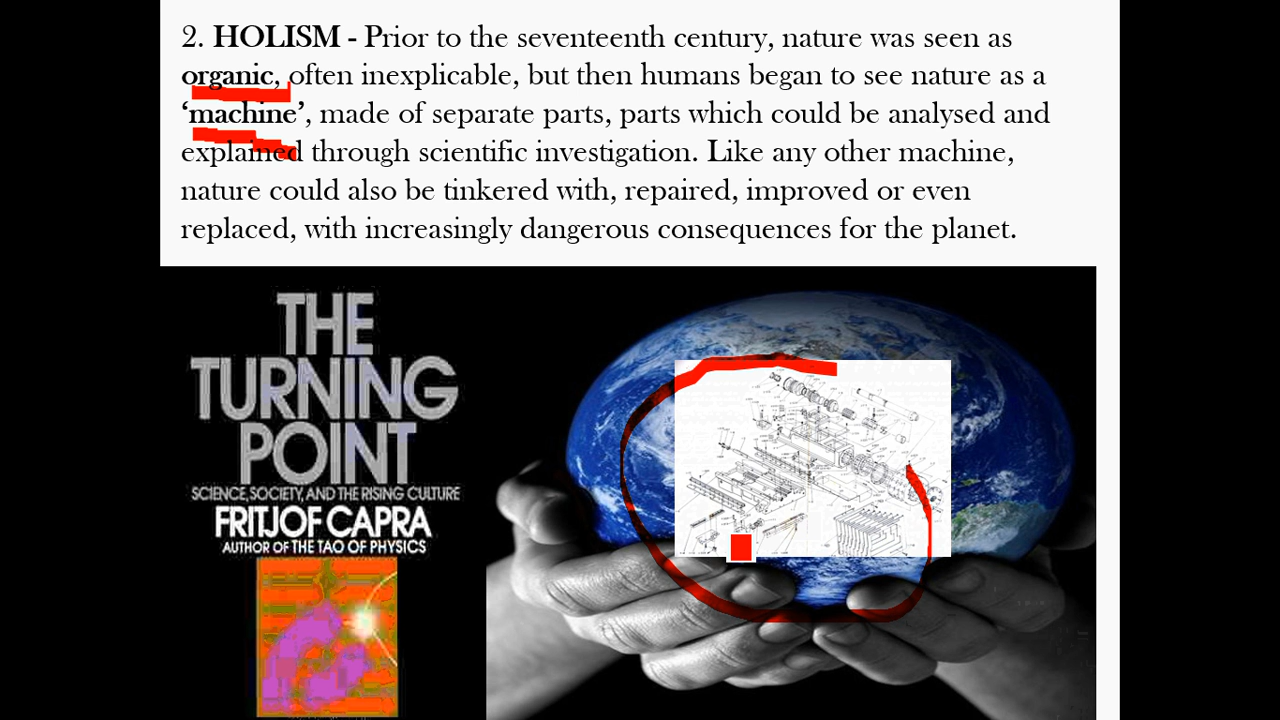 2. HOLISM - Prior to the seventeenth century, nature was seen as
organic, often inexplicable, but then humans began to see nature as a
‘machine’, made of separate parts, parts which could be analysed and
explained through scientific investigation. Like any other machine,
nature could also be tinkered with, repaired, improved or even
replaced, with increasingly dangerous consequences for the planet.
THE
TURNING
POINT
SCIENCE, SOCIETY, AND THE RISING CULTURE
FRITJOF CAPRA
AUTHOR OF THE TAO OF PHYSICS